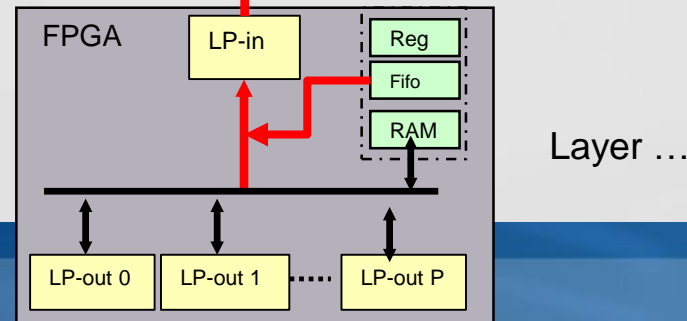 FPGA
LP-in
Reg
Fifo
RAM
Layer …
LP-out 0
LP-out 1
LP-out P